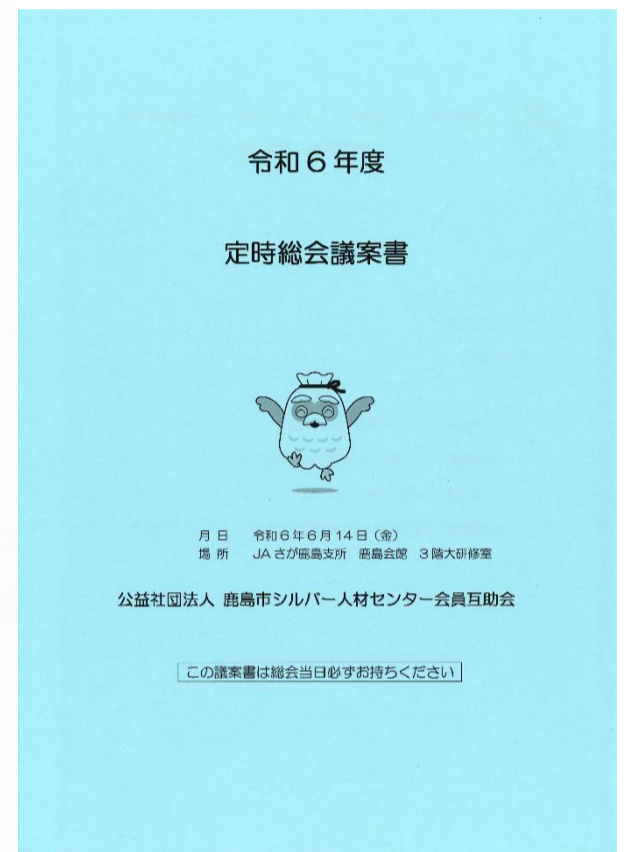 令和６年度
定時総会議案書
月 日　令和６年６月１４日（金）
場 所　JAさが鹿島支所　鹿島会館　３階大研修室
公益社団法人 鹿島市シルバー人材センター会員互助会
この議案書は総会当日必ずお持ちください